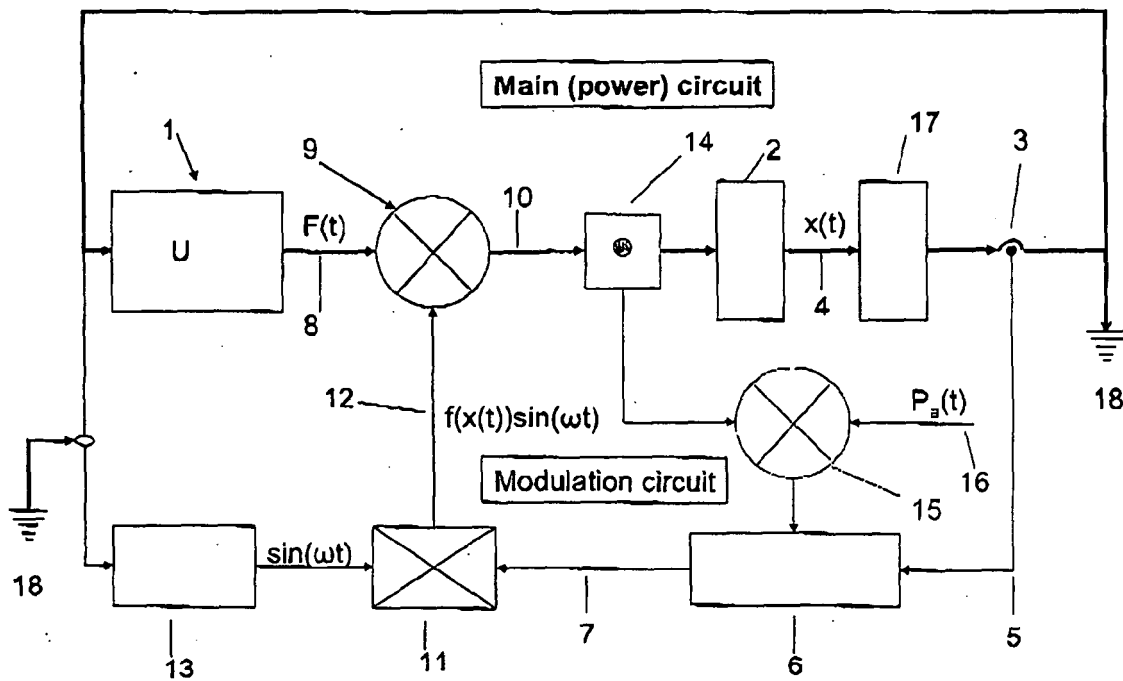 Main (power) circuit
1
9
14
2
17
3
10
U
F(t)
x(t)
8
4
12
f(x(t))sin(ωt)
Pa(t)
18
16
Modulation circuit
15
sin(ωt)
18
7
5
13
11
6